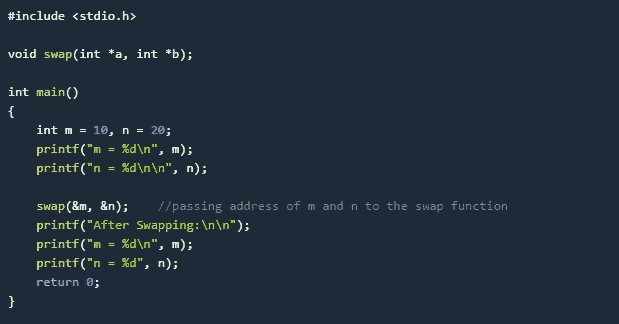 #include <stdio.h>
void swap(int *a, int *b);
int main()
{
    int m = 10, n = 20;
    printf("m = %d\n", m);
    printf("n = %d\n\n", n);
    swap(&m, &n);    //passing address of m and n to the swap function
    printf("After Swapping:\n\n");
    printf("m = %d\n", m);
    printf("n = %d", n);
    return 0;
}